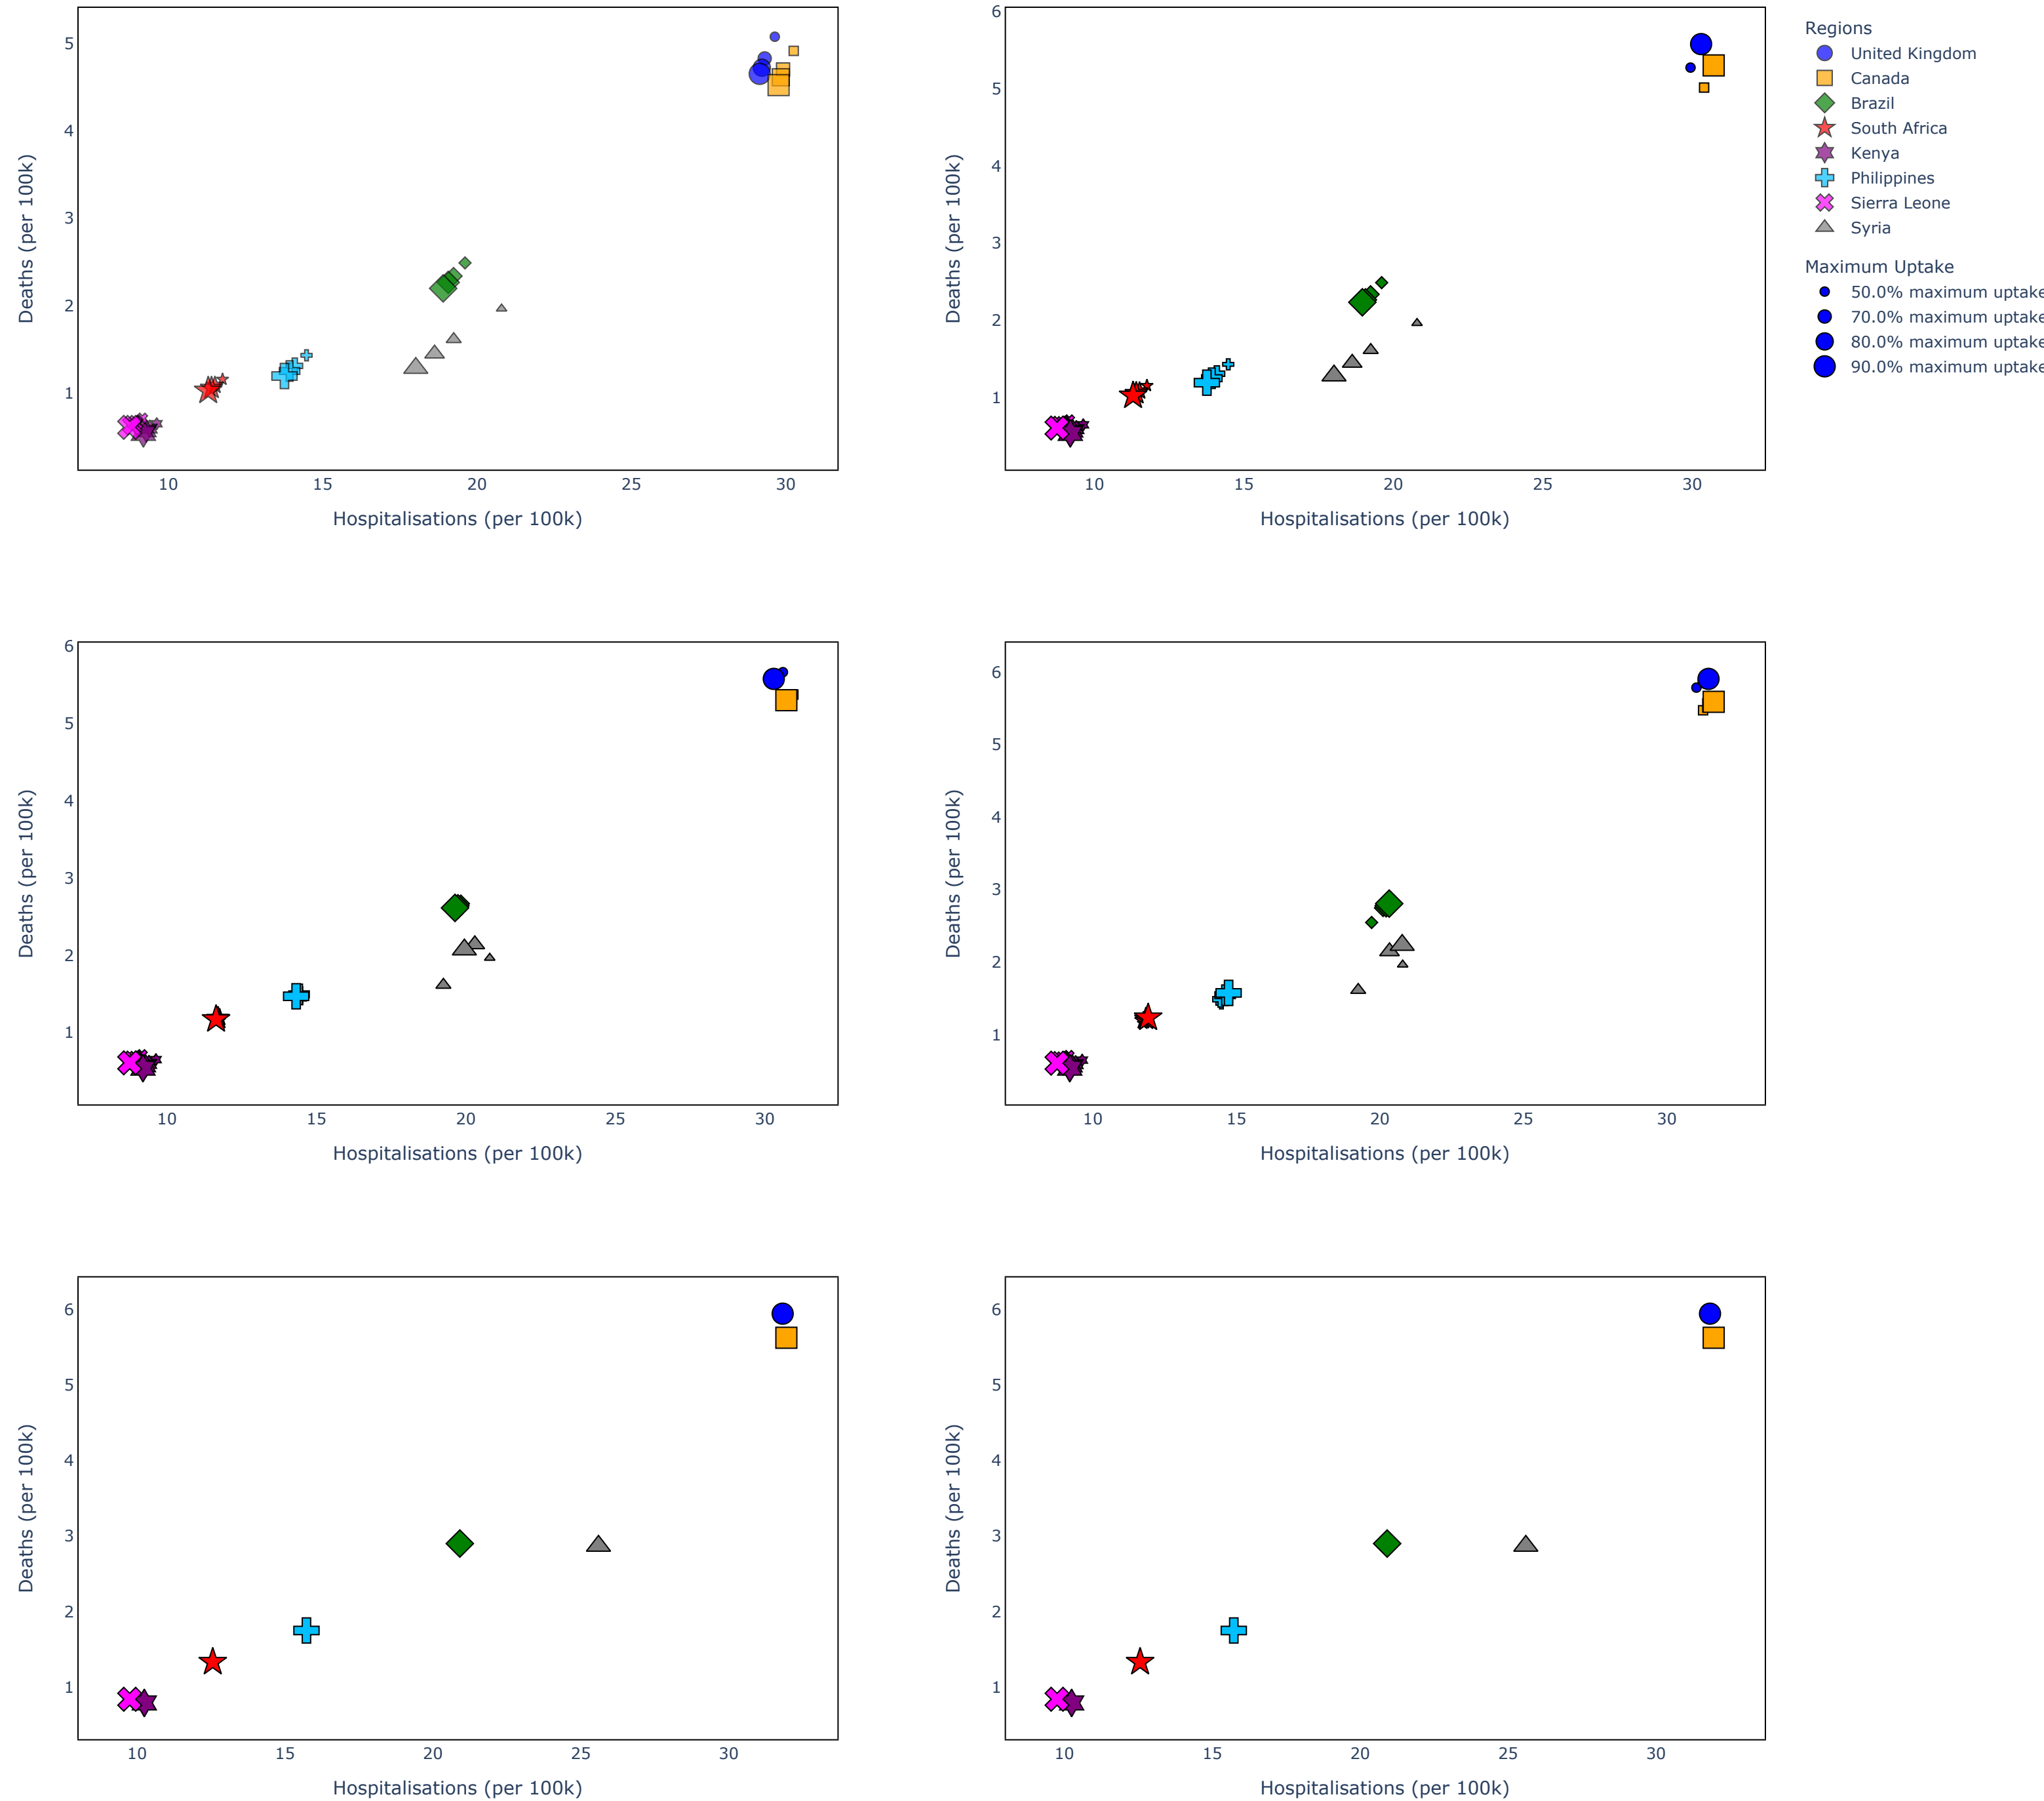 5
4
3
2
1
Deaths (per 100k)
10 15 20 25 30
Hospitalisations (per 100k)
6
5
4
3
2
1
Deaths (per 100k)
10 15 20 25 30
Hospitalisations (per 100k)
Regions
United Kingdom
Canada
Brazil
South Africa
Kenya
Philippines
Sierra Leone
Syria
Maximum Uptake
50.0% maximum uptake
70.0% maximum uptake
80.0% maximum uptake
90.0% maximum uptake
6
5
4
3
2
1
Deaths (per 100k)
10 15 20 25 30
Hospitalisations (per 100k)
6
5
4
3
2
1
Deaths (per 100k)
10 15 20 25 30
Hospitalisations (per 100k)
6
5
4
3
2
1
Deaths (per 100k)
10 15 20 25 30
Hospitalisations (per 100k)
6
5
4
3
2
1
Deaths (per 100k)
10 15 20 25 30
Hospitalisations (per 100k)